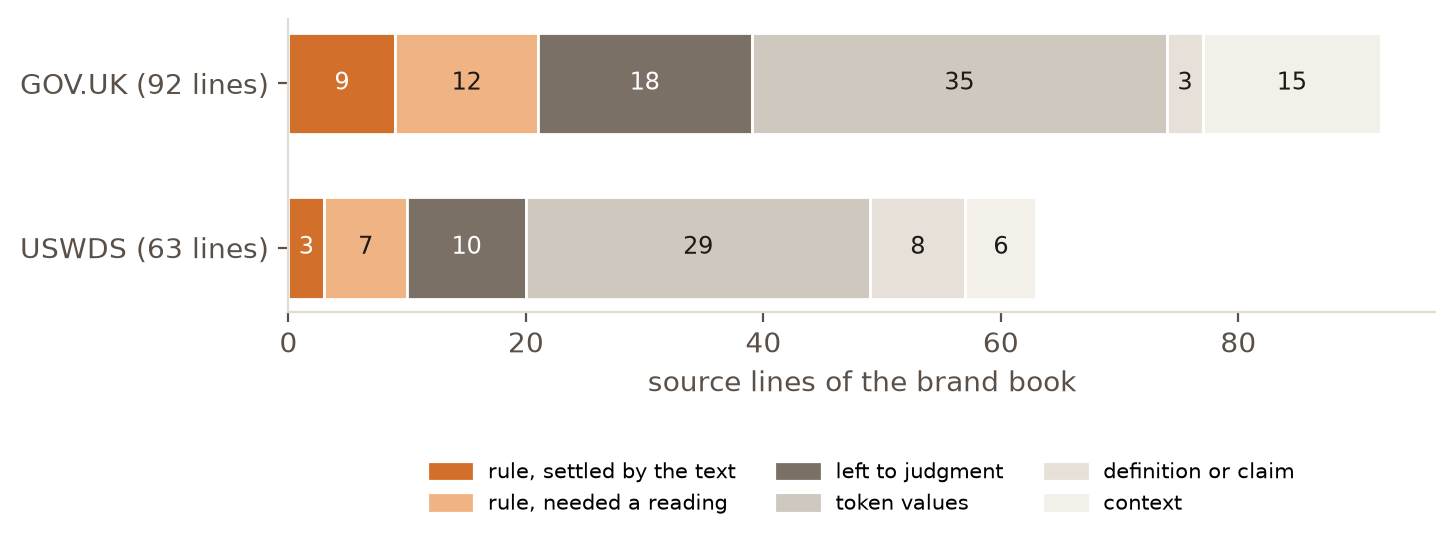 GOV.UK (92 lines)
9 12 18 35 3 15
USWDS (63 lines)
3 7 10 29 8 6
0 20 40 60 80
source lines of the brand book
rule, settled by the text
rule, needed a reading
left to judgment
token values
definition or claim
context